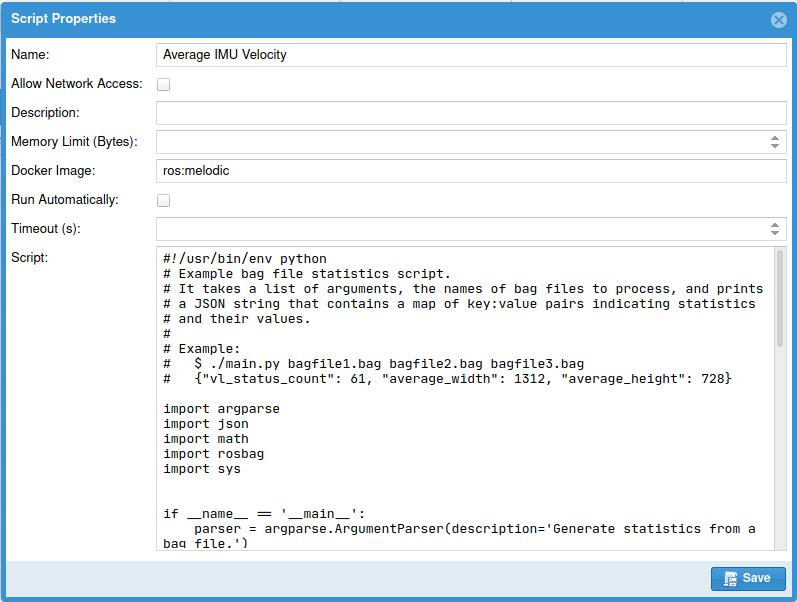 Script Properties
Name: Average IMU Velocity
Allow Network Access:
Description:
Memory Limit (Bytes):
Docker Image: ros:melodic
Run Automatically:
Timeout (s):
Script:
#!/usr/bin/env python
# Example bag file statistics script.
# It takes a list of arguments, the names of bag files to process, and prints
# a JSON string that contains a map of key:value pairs indicating statistics
# and their values.
#
# Example:
#   $ ./main.py bagfile1.bag bagfile2.bag bagfile3.bag
#   {"vl_status_count": 61, "average_width": 1312, "average_height": 728}
import argparse
import json
import math
import rosbag
import sys
if __name__ == '__main__':
    parser = argparse.ArgumentParser(description='Generate statistics from a
bag file.')
Save